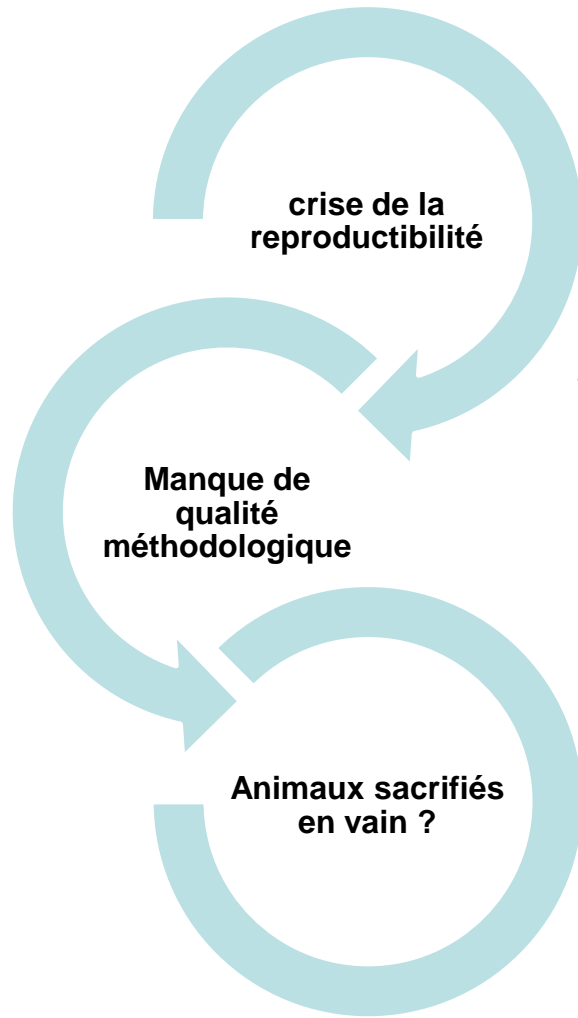 crise de la
reproductibilité
Manque de
qualité
méthodologique
Animaux sacrifiés
en vain ?